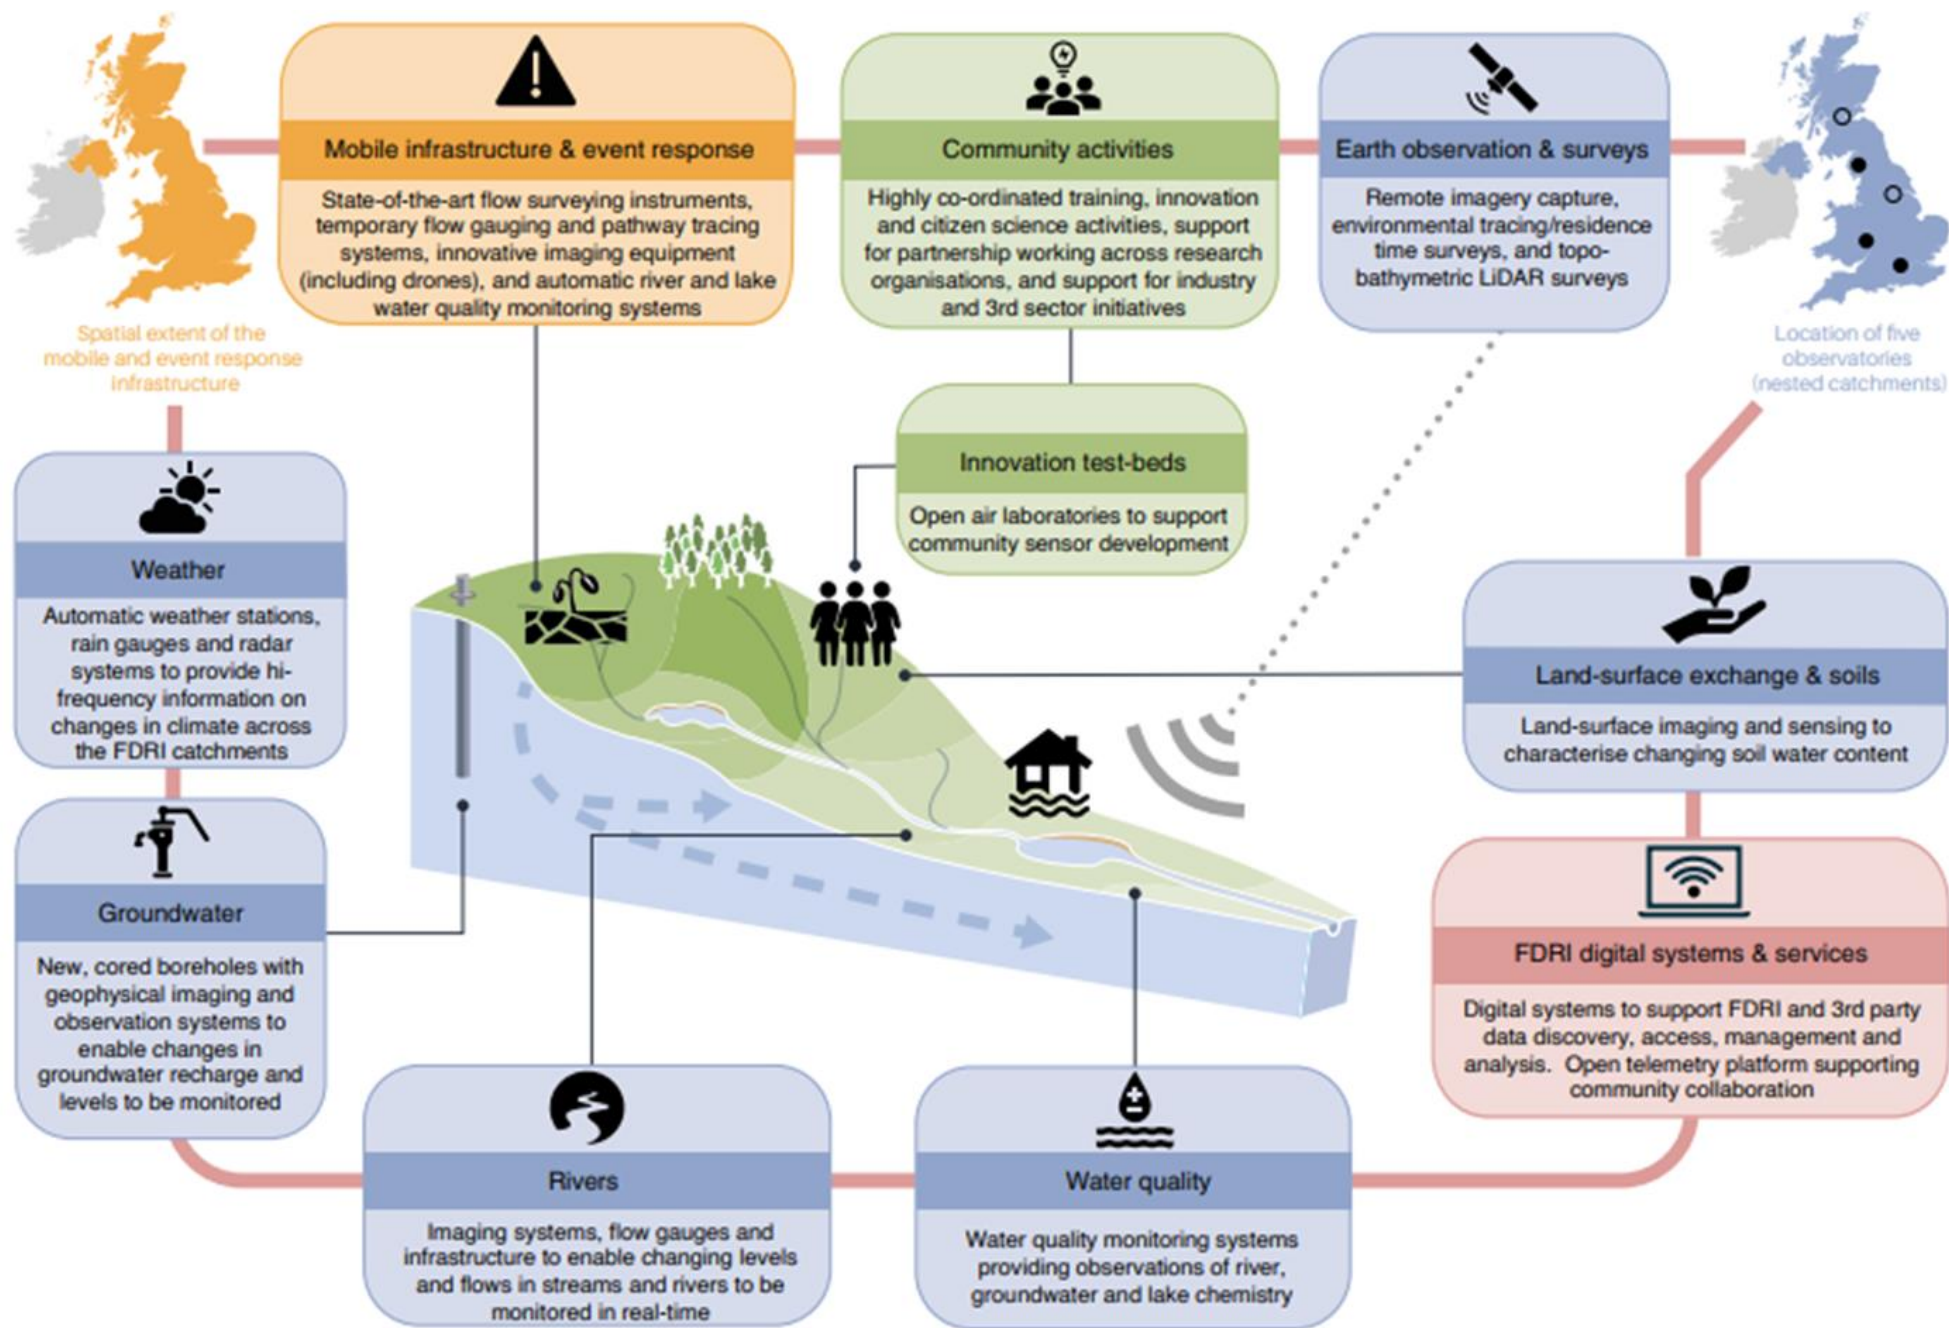 Mobile infrastructure & event response
State-of-the-art flow surveying instruments,
temporary flow gauging and pathway tracing
systems, innovative imaging equipment
(including drones), and automatic river and lake
water quality monitoring systems
Community activities
Highly co-ordinated training, innovation
and citizen science activities, support
for partnership working across research
organisations, and support for industry
and 3rd sector initiatives
Earth observation & surveys
Remote imagery capture,
environmental tracing/residence
time surveys, and topo-
bathymetric LiDAR surveys
Spatial extent of the
mobile and event response
infrastructure
Location of five
observatories
(nested catchments)
Innovation test-beds
Open air laboratories to support
community sensor development
Weather
Automatic weather stations,
rain gauges and radar
systems to provide hi-
frequency information on
changes in climate across
the FDRI catchments
Land-surface exchange & soils
Land-surface imaging and sensing to
characterise changing soil water content
Groundwater
New, cored boreholes with
geophysical imaging and
observation systems to
enable changes in
groundwater recharge and
levels to be monitored
FDRI digital systems & services
Digital systems to support FDRI and 3rd party
data discovery, access, management and
analysis. Open telemetry platform supporting
community collaboration
Rivers
Imaging systems, flow gauges and
infrastructure to enable changing levels
and flows in streams and rivers to be
monitored in real-time
Water quality
Water quality monitoring systems
providing observations of river,
groundwater and lake chemistry